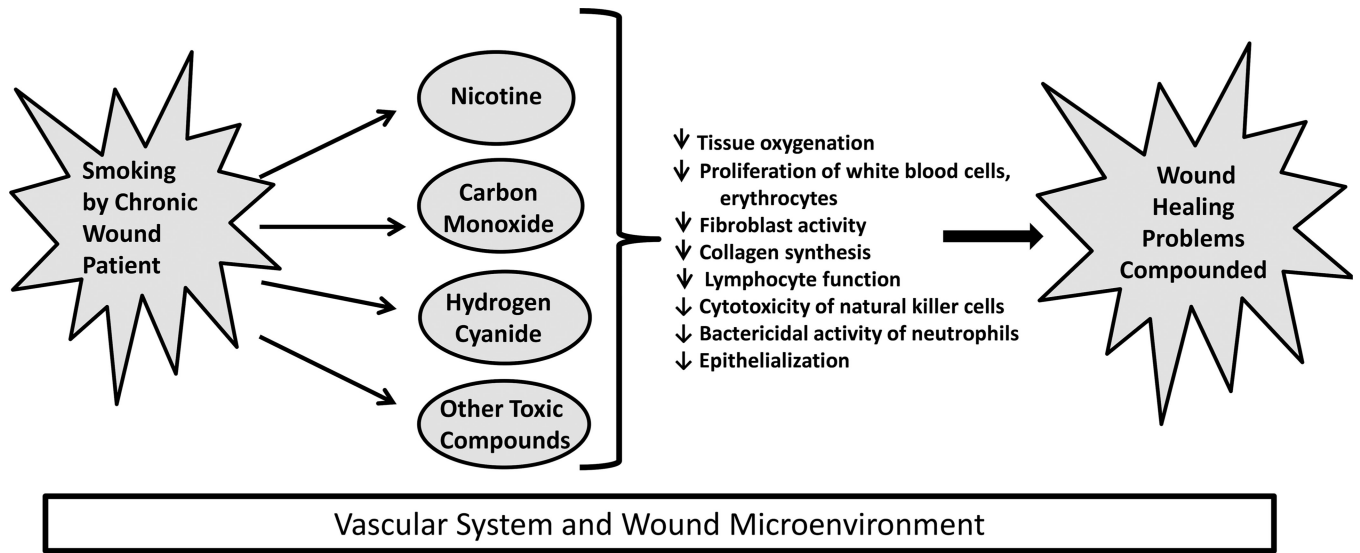 Smoking
by Chronic
Wound
Patient
Nicotine
Carbon
Monoxide
Hydrogen
Cyanide
Other Toxic
Compounds
↓ Tissue oxygenation
↓ Proliferation of white blood cells,
erythrocytes
↓ Fibroblast activity
↓ Collagen synthesis
↓ Lymphocyte function
↓ Cytotoxicity of natural killer cells
↓ Bactericidal activity of neutrophils
↓ Epithelialization
Wound
Healing
Problems
Compounded
Vascular System and Wound Microenvironment